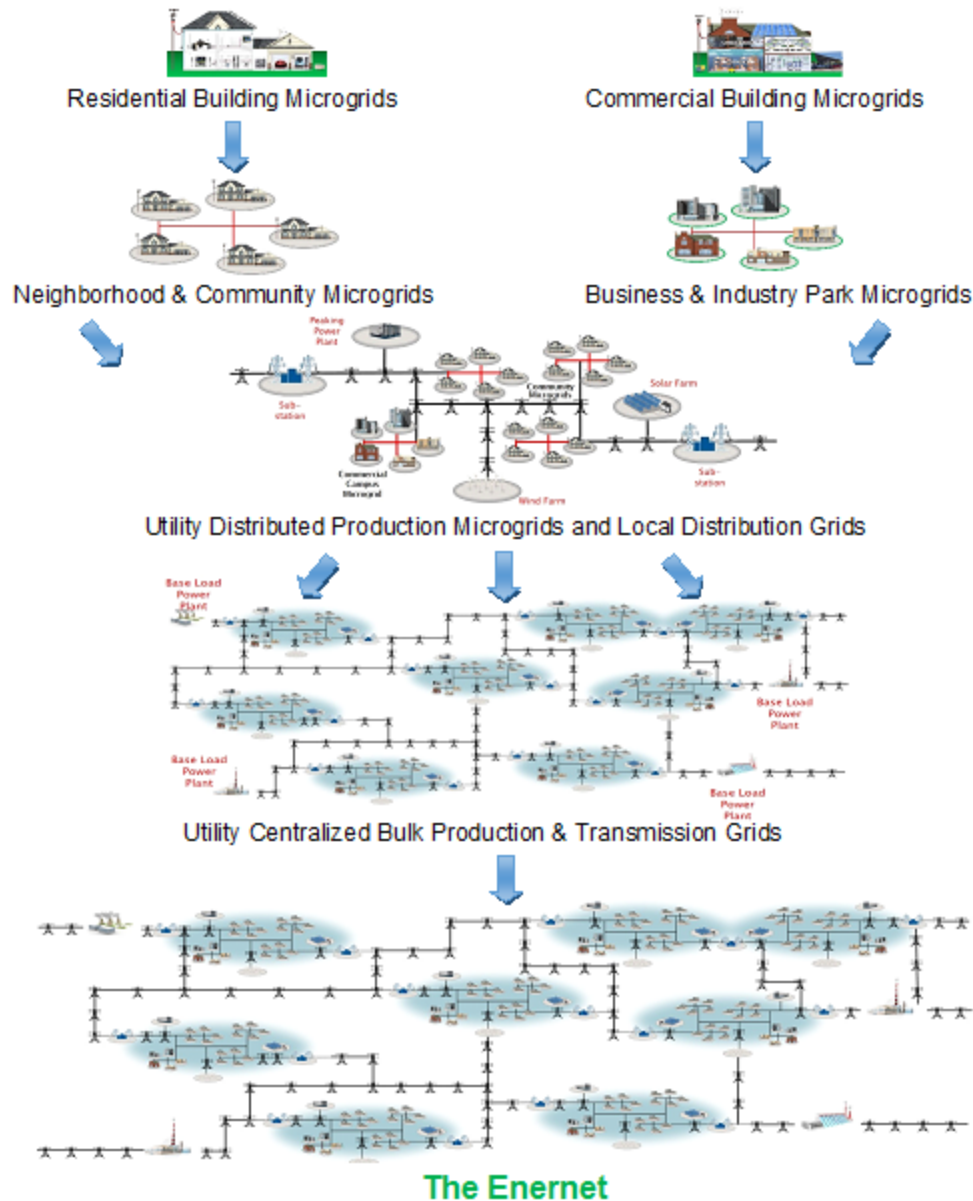 Residential Building Microgrids
Commercial Building Microgrids
Neighborhood & Community Microgrids
Business & Industry Park Microgrids
Peaking
Power
Plant
Sub-
station
Community
Microgrids
Solar Farm
Commercial
Campus
Microgrid
Wind Farm
Sub-
station
Utility Distributed Production Microgrids and Local Distribution Grids
Base Load
Power
Plant
Base Load
Power
Plant
Base Load
Power
Plant
Base Load
Power
Plant
Utility Centralized Bulk Production & Transmission Grids
The Enernet